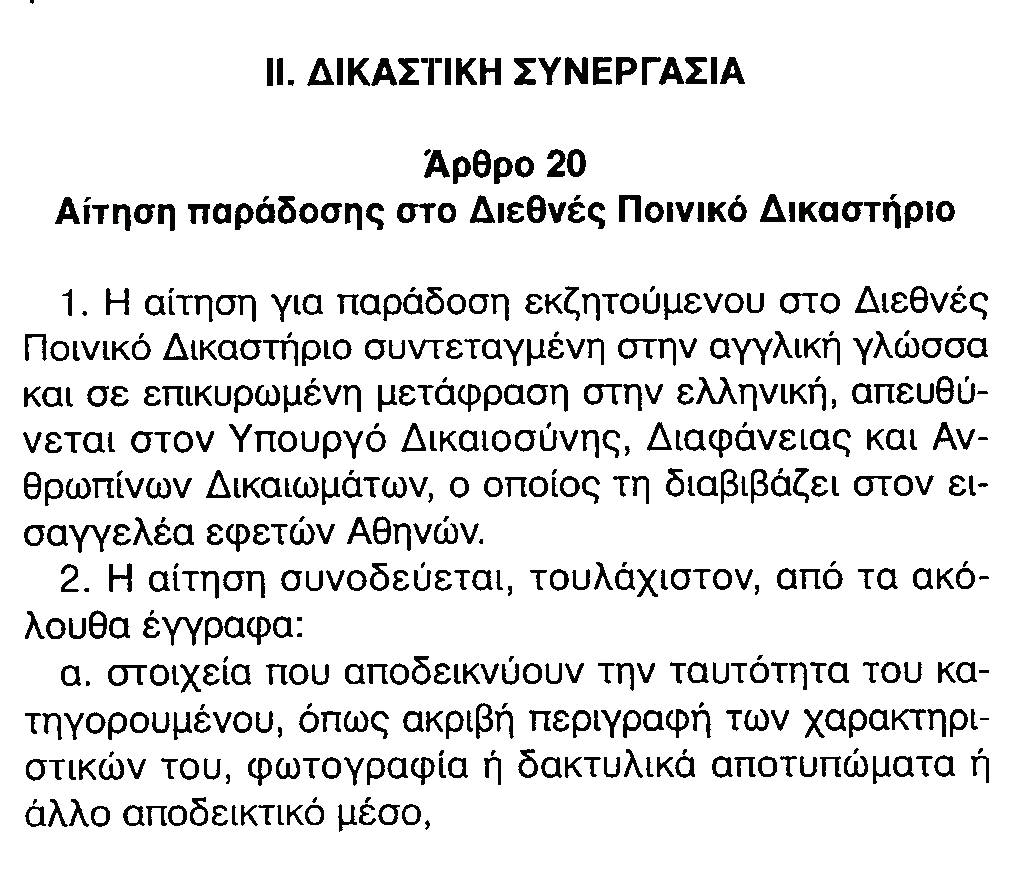 II. ΔΙΚΑΣΤΙΚΗ ΣΥΝΕΡΓΑΣΙΑ
Άρθρο 20
Αίτηση παράδοσης στο Διεθνές Ποινικό Δικαστήριο
1. Η αίτηση για παράδοση εκζητούμενου στο Διεθνές
Ποινικό Δικαστήριο συντεταγμένη στην αγγλική γλώσσα
και σε επικυρωμένη μετάφραση στην ελληνική, απευθύ-
νεται στον Υπουργό Δικαιοσύνης, Διαφάνειας και Αν-
θρωπίνων Δικαιωμάτων, ο οποίος τη διαβιβάζει στον ει-
σαγγελέα εφετών Αθηνών.
2. Η αίτηση συνοδεύεται, τουλάχιστον, από τα ακό-
λουθα έγγραφα:
α. στοιχεία που αποδεικνύουν την ταυτότητα του κα-
τηγορουμένου, όπως ακριβή περιγραφή των χαρακτηρι-
στικών του, φωτογραφία ή δακτυλικά αποτυπώματα ή
άλλο αποδεικτικό μέσο,